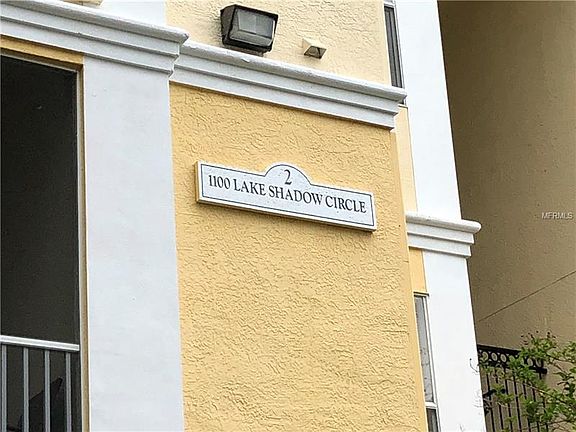 2
1100 LAKE SHADOW CIRCLE
MFRMLS